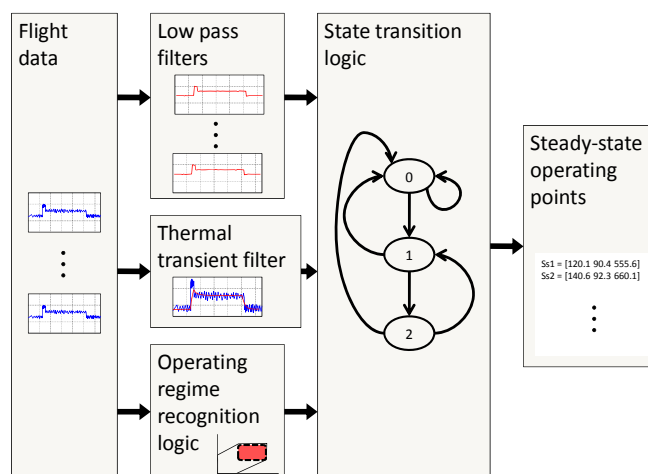 Flight
data
Low pass
filters
Thermal
transient filter
Operating
regime
recognition
logic
State transition
logic
0
1
2
Steady-state
operating
points
Ss1 = [120.1 90.4 555.6]
Ss2 = [140.6 92.3 660.1]